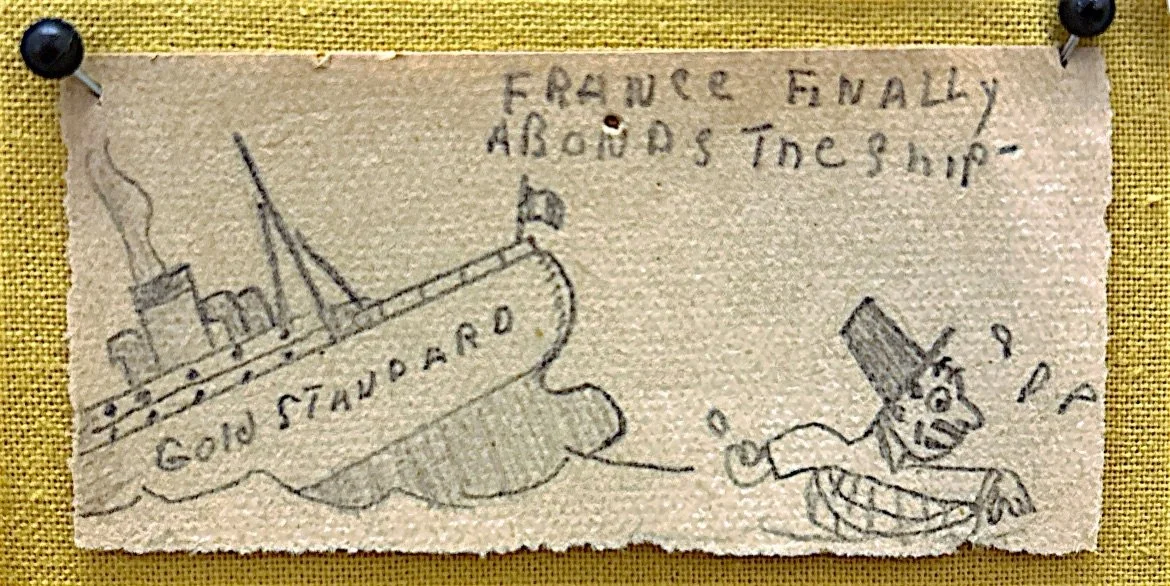 FRANCE FINALLY
ABONDS THE SHIP-
GOLD STANDARD